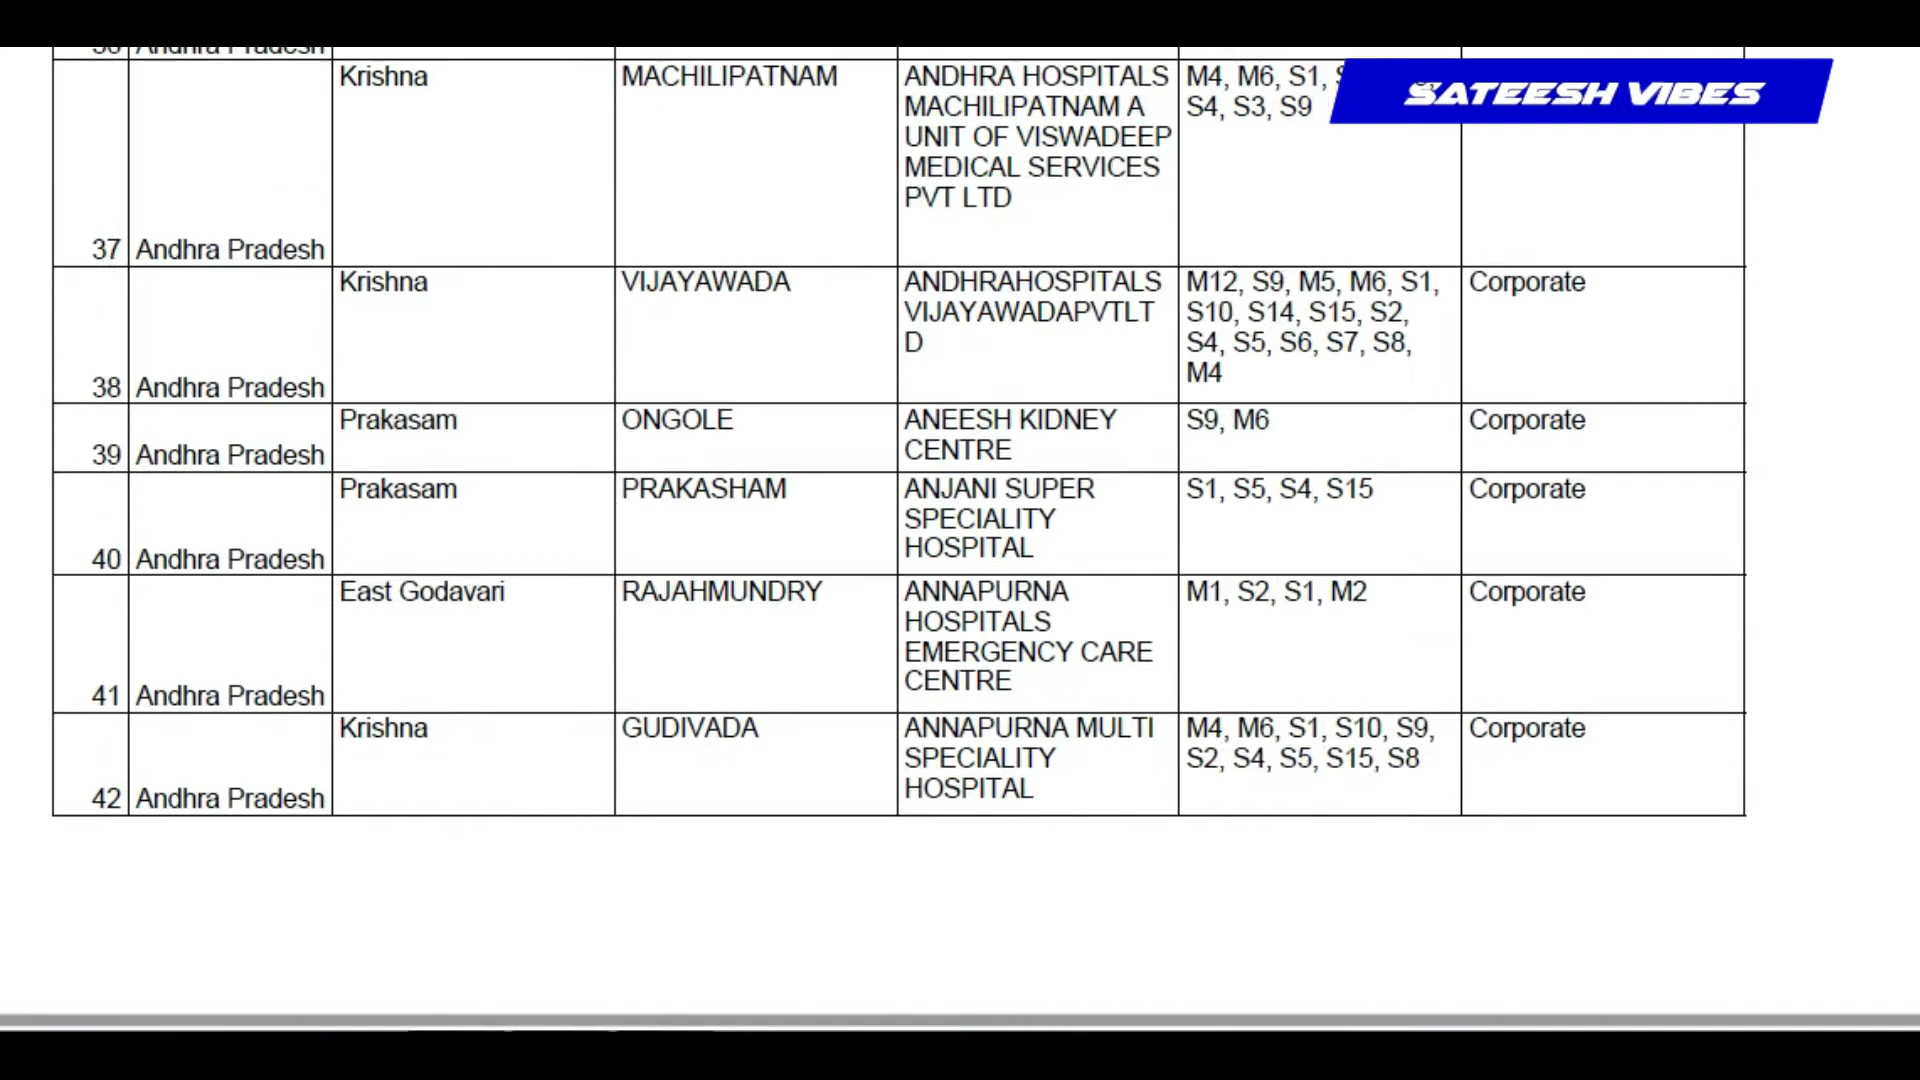 Krishna MACHILIPATNAM ANDHRA HOSPITALS M4, M6, S1,
SATEESH VIBES
MACHILIPATNAM A S4, S3, S9
UNIT OF VISWADEEP
MEDICAL SERVICES
PVT LTD
37 Andhra Pradesh
Krishna VIJAYAWADA ANDHRAHOSPITALS M12, S9, M5, M6, S1, Corporate
VIJAYAWADAPVTLT S10, S14, S15, S2,
D S4, S5, S6, S7, S8,
M4
38 Andhra Pradesh
Prakasam ONGOLE ANEESH KIDNEY S9, M6 Corporate
CENTRE
39 Andhra Pradesh
Prakasam PRAKASHAM ANJANI SUPER S1, S5, S4, S15 Corporate
SPECIALITY
HOSPITAL
40 Andhra Pradesh
East Godavari RAJAHMUNDRY ANNAPURNA M1, S2, S1, M2 Corporate
HOSPITALS
EMERGENCY CARE
CENTRE
41 Andhra Pradesh
Krishna GUDIVADA ANNAPURNA MULTI M4, M6, S1, S10, S9, Corporate
SPECIALITY S2, S4, S5, S15, S8
HOSPITAL
42 Andhra Pradesh